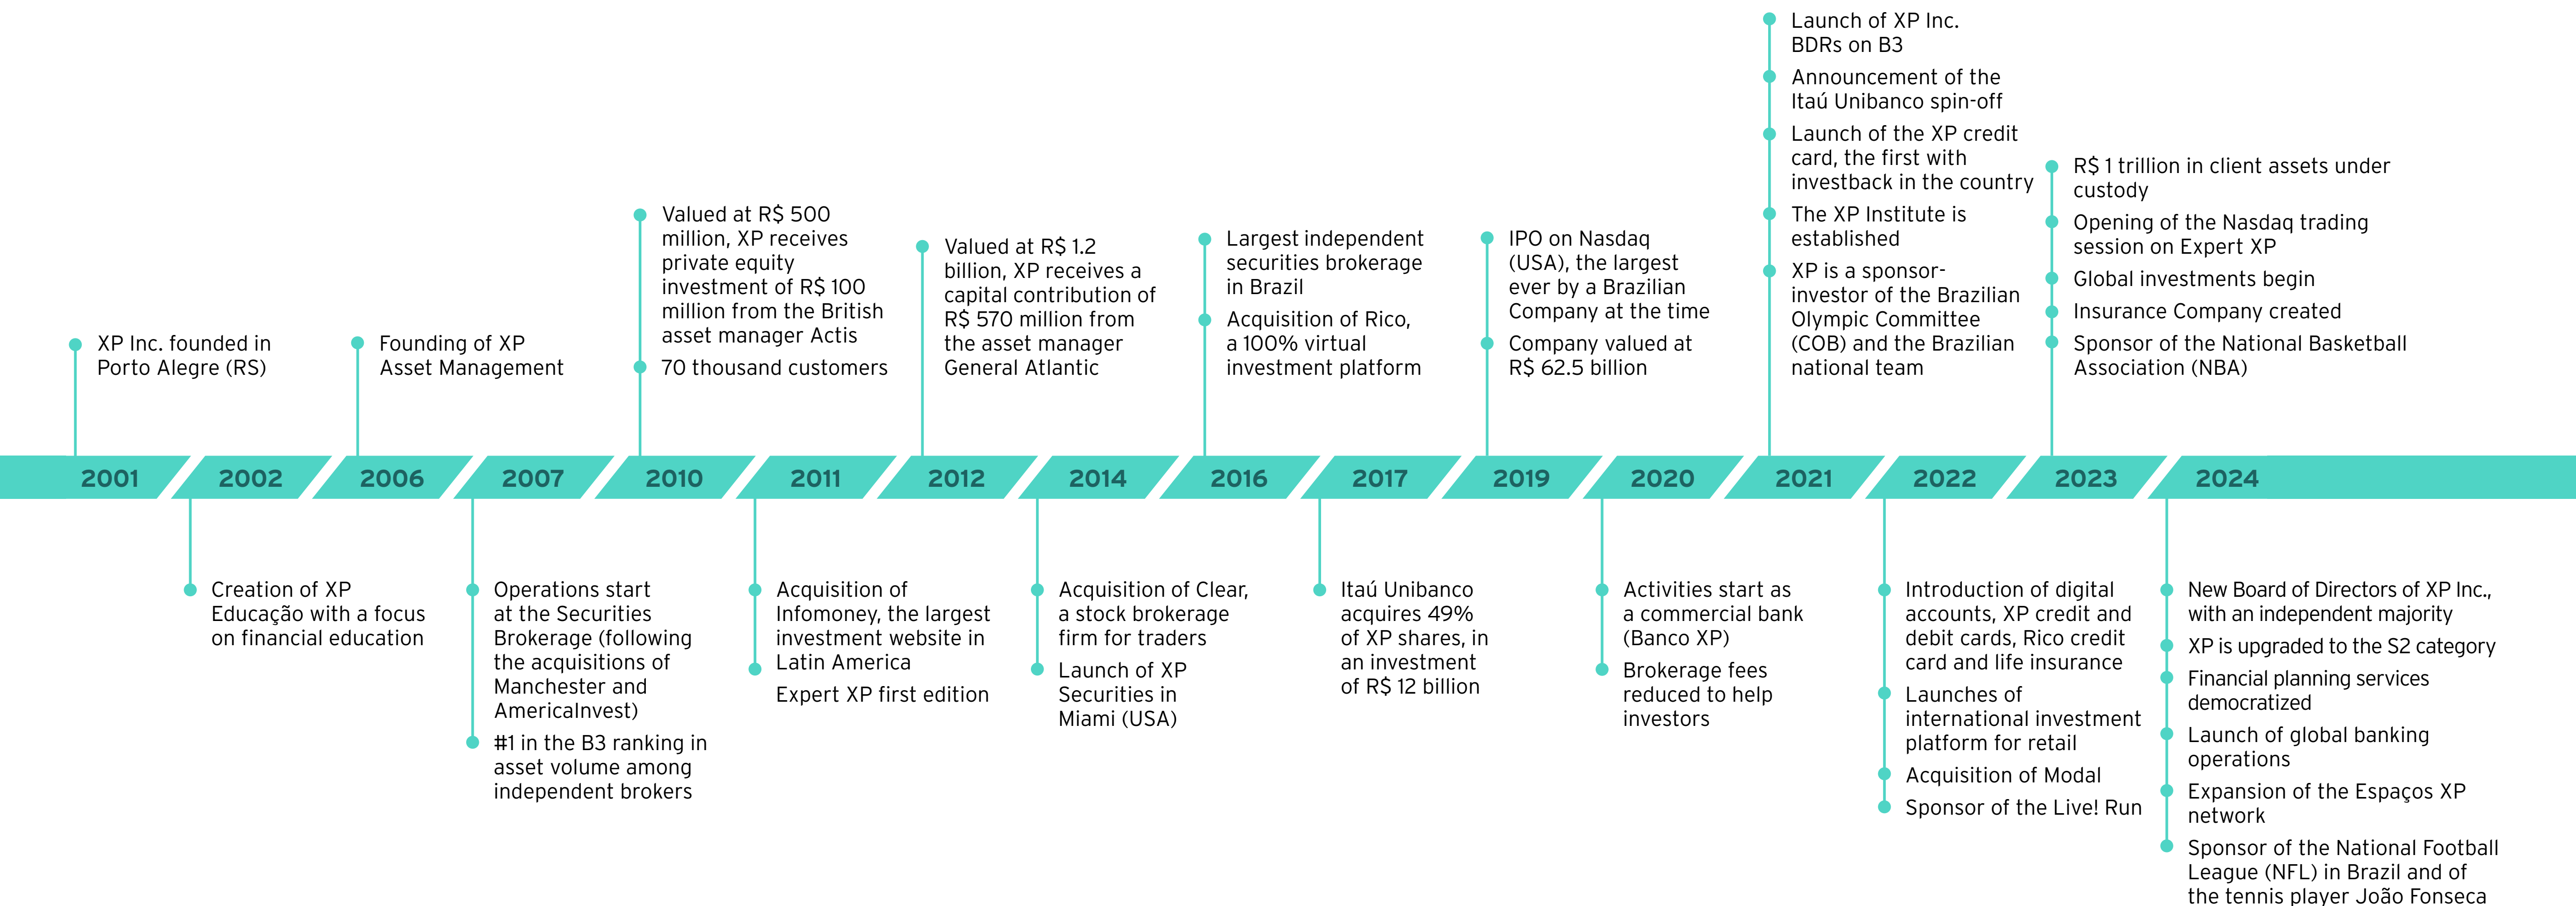 Launch of XP Inc.
BDRs on B3
Announcement of the
Itaú Unibanco spin-off
Launch of the XP credit
card, the first with
investback in the country
The XP Institute is
established
XP is a sponsor-
investor of the Brazilian
Olympic Committee
(COB) and the Brazilian
national team
R$ 1 trillion in client assets under
custody
Opening of the Nasdaq trading
session on Expert XP
Global investments begin
Insurance Company created
Sponsor of the National Basketball
Association (NBA)
XP Inc. founded in
Porto Alegre (RS)
Founding of XP
Asset Management
Valued at R$ 500
million, XP receives
private equity
investment of R$ 100
million from the British
asset manager Actis
70 thousand customers
Valued at R$ 1.2
billion, XP receives a
capital contribution of
R$ 570 million from
the asset manager
General Atlantic
Largest independent
securities brokerage
in Brazil
Acquisition of Rico,
a 100% virtual
investment platform
IPO on Nasdaq
(USA), the largest
ever by a Brazilian
Company at the time
Company valued at
R$ 62.5 billion
2001 2002 2006 2007 2010 2011 2012 2014 2016 2017 2019 2020 2021 2022 2023 2024
Creation of XP
Educação with a focus
on financial education
Operations start
at the Securities
Brokerage (following
the acquisitions of
Manchester and
AmericaInvest)
#1 in the B3 ranking in
asset volume among
independent brokers
Acquisition of
Infomoney, the largest
investment website in
Latin America
Expert XP first edition
Acquisition of Clear,
a stock brokerage
firm for traders
Launch of XP
Securities in
Miami (USA)
Itaú Unibanco
acquires 49%
of XP shares, in
an investment
of R$ 12 billion
Activities start as
a commercial bank
(Banco XP)
Brokerage fees
reduced to help
investors
Introduction of digital
accounts, XP credit and
debit cards, Rico credit
card and life insurance
Launches of
international investment
platform for retail
Acquisition of Modal
Sponsor of the Live! Run
New Board of Directors of XP Inc.,
with an independent majority
XP is upgraded to the S2 category
Financial planning services
democratized
Launch of global banking
operations
Expansion of the Espaços XP
network
Sponsor of the National Football
League (NFL) in Brazil and of
the tennis player João Fonseca